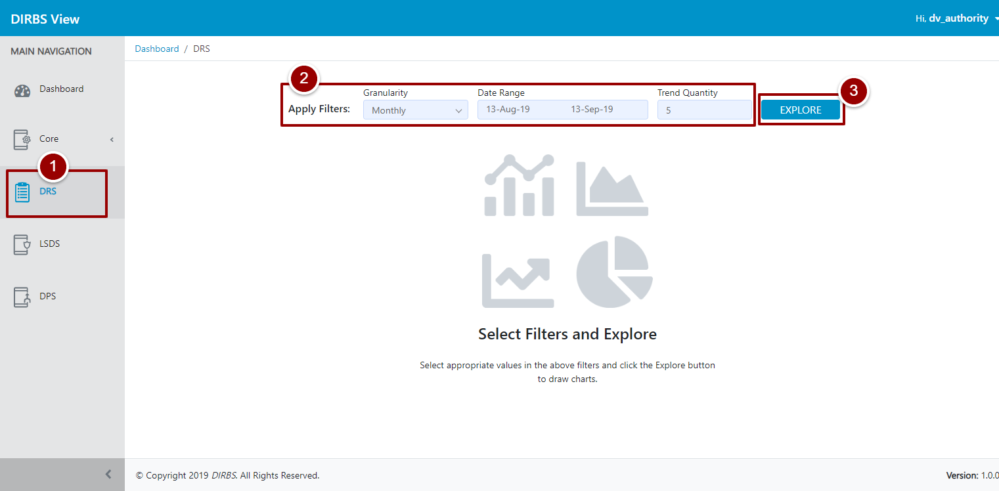 DIRBS View
Hi, dv_authority
MAIN NAVIGATION
Dashboard / DRS
Dashboard
Core
1
DRS
LSDS
DPS
2
3
Granularity Date Range Trend Quantity
Apply Filters: Monthly 13-Aug-19 13-Sep-19 5 EXPLORE
Select Filters and Explore
Select appropriate values in the above filters and click the Explore button
to draw charts.
© Copyright 2019 DIRBS. All Rights Reserved.
Version: 1.0.0